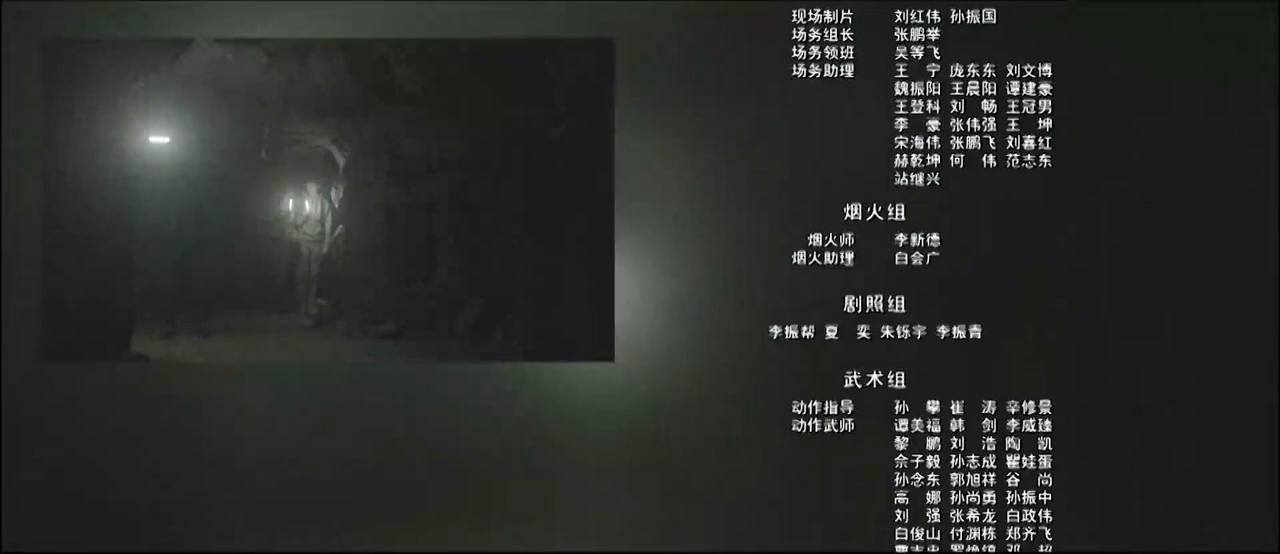 现场制片 刘红伟 孙振国
场务组长 张鹏举
场务领班 吴等飞
场务助理 王 宁 庞东东 刘文博
魏振阳 王晨阳 谭建豪
王登科 刘 畅 王冠男
李 豪 张伟强 王 坤
宋海伟 张鹏飞 刘喜红
赫乾坤 何 伟 范志东
站继兴
烟火组
烟火师 李新德
烟火助理 白会广
剧照组
李振帮 夏 奕 朱铄宇 李振青
武术组
动作指导 孙 攀 崔 涛 辛修景
动作武师 谭美福 韩 剑 李威臻
黎 鹏 刘 浩 陶 凯
佘子毅 孙志成 瞿娃蛋
孙念东 郭旭祥 谷 尚
高 娜 孙尚勇 孙振中
刘 强 张希龙 白政伟
白俊山 付渊栋 郑齐飞